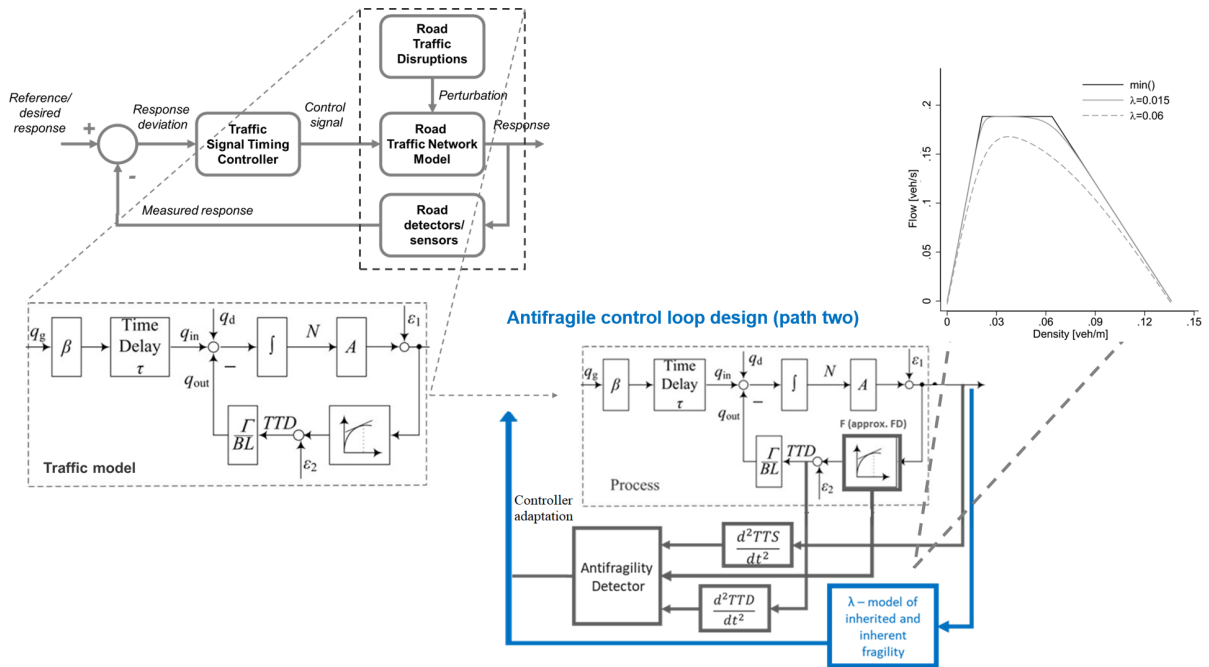 Road
Traffic
Disruptions
Reference/
desired
response
+
-
Response
deviation
Traffic
Signal Timing
Controller
Control
signal
Perturbation
Road
Traffic Network
Model
Response
Measured response
Road
detectors/
sensors
min()
λ=0.015
λ=0.06
Flow [veh/s]
.2
.15
.1
.05
0
0
.03
.06
.09
.12
.15
Density [veh/m]
q_g
β
Time
Delay
τ
q_in
q_d
−
q_out
∫
N
A
ε_1
Γ
BL
TTD
ε_2
Traffic model
Antifragile control loop design (path two)
q_g
β
Time
Delay
τ
q_in
q_d
−
q_out
∫
N
A
ε_1
F (approx. FD)
Γ
BL
TTD
ε_2
Process
Controller
adaptation
Antifragility
Detector
d²TTS
dt²
d²TTD
dt²
λ – model of
inherited and
inherent
fragility